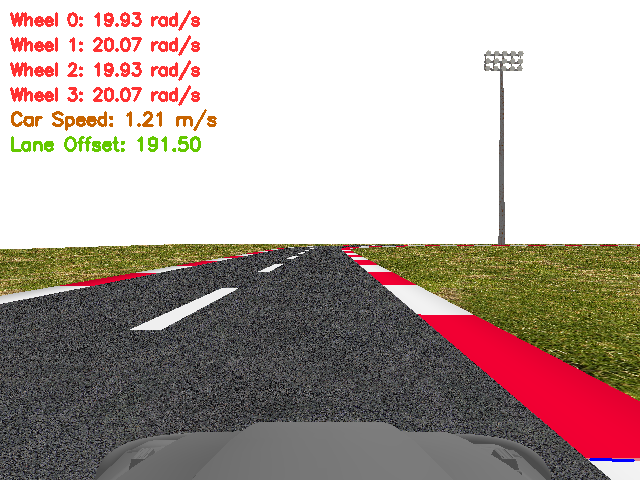 Wheel 0: 19.93 rad/s
Wheel 1: 20.07 rad/s
Wheel 2: 19.93 rad/s
Wheel 3: 20.07 rad/s
Car Speed: 1.21 m/s
Lane Offset: 191.50